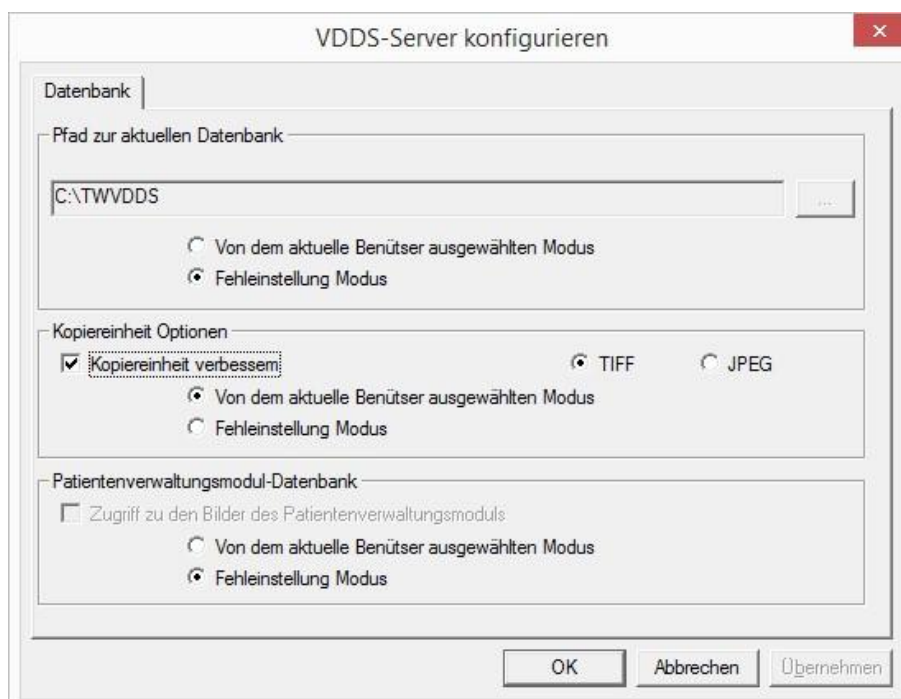 VDDS-Server konfigurieren
Datenbank
Pfad zur aktuellen Datenbank
C:\TWVDDS
...
Von dem aktuelle Benütser ausgewählten Modus
Fehleinstellung Modus
Kopiereinheit Optionen
Kopiereinheit verbessern TIFF JPEG
Von dem aktuelle Benütser ausgewählten Modus
Fehleinstellung Modus
Patientenverwaltungsmodul-Datenbank
Zugriff zu den Bilder des Patientenverwaltungsmoduls
Von dem aktuelle Benütser ausgewählten Modus
Fehleinstellung Modus
OK Abbrechen Übernehmen